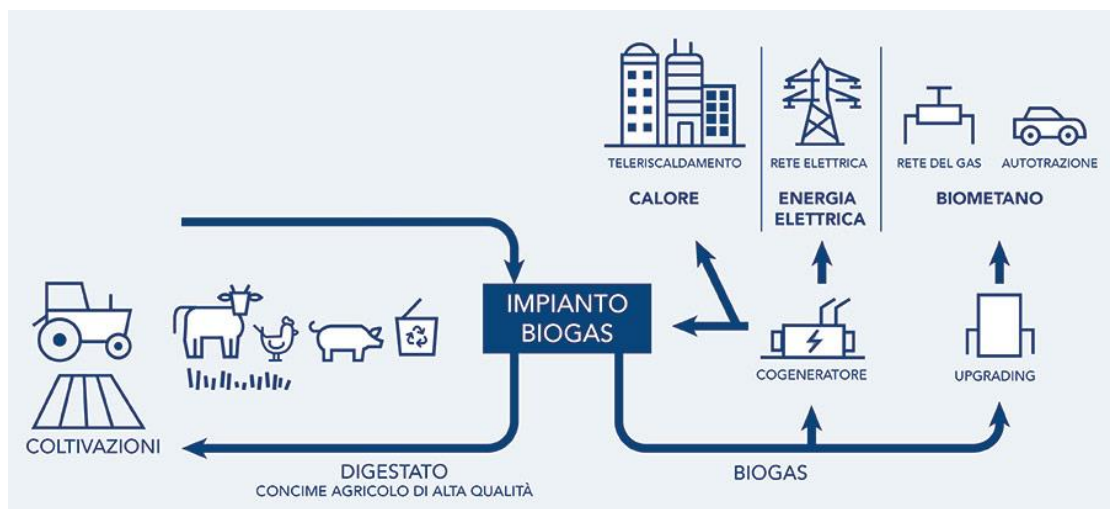 TELERISCALDAMENTO
CALORE
RETE ELETTRICA
ENERGIA
ELETTRICA
RETE DEL GAS
AUTOTRAZIONE
BIOMETANO
IMPIANTO
BIOGAS
COGENERATORE
UPGRADING
COLTIVAZIONI
DIGESTATO
CONCIME AGRICOLO DI ALTA QUALITÀ
BIOGAS